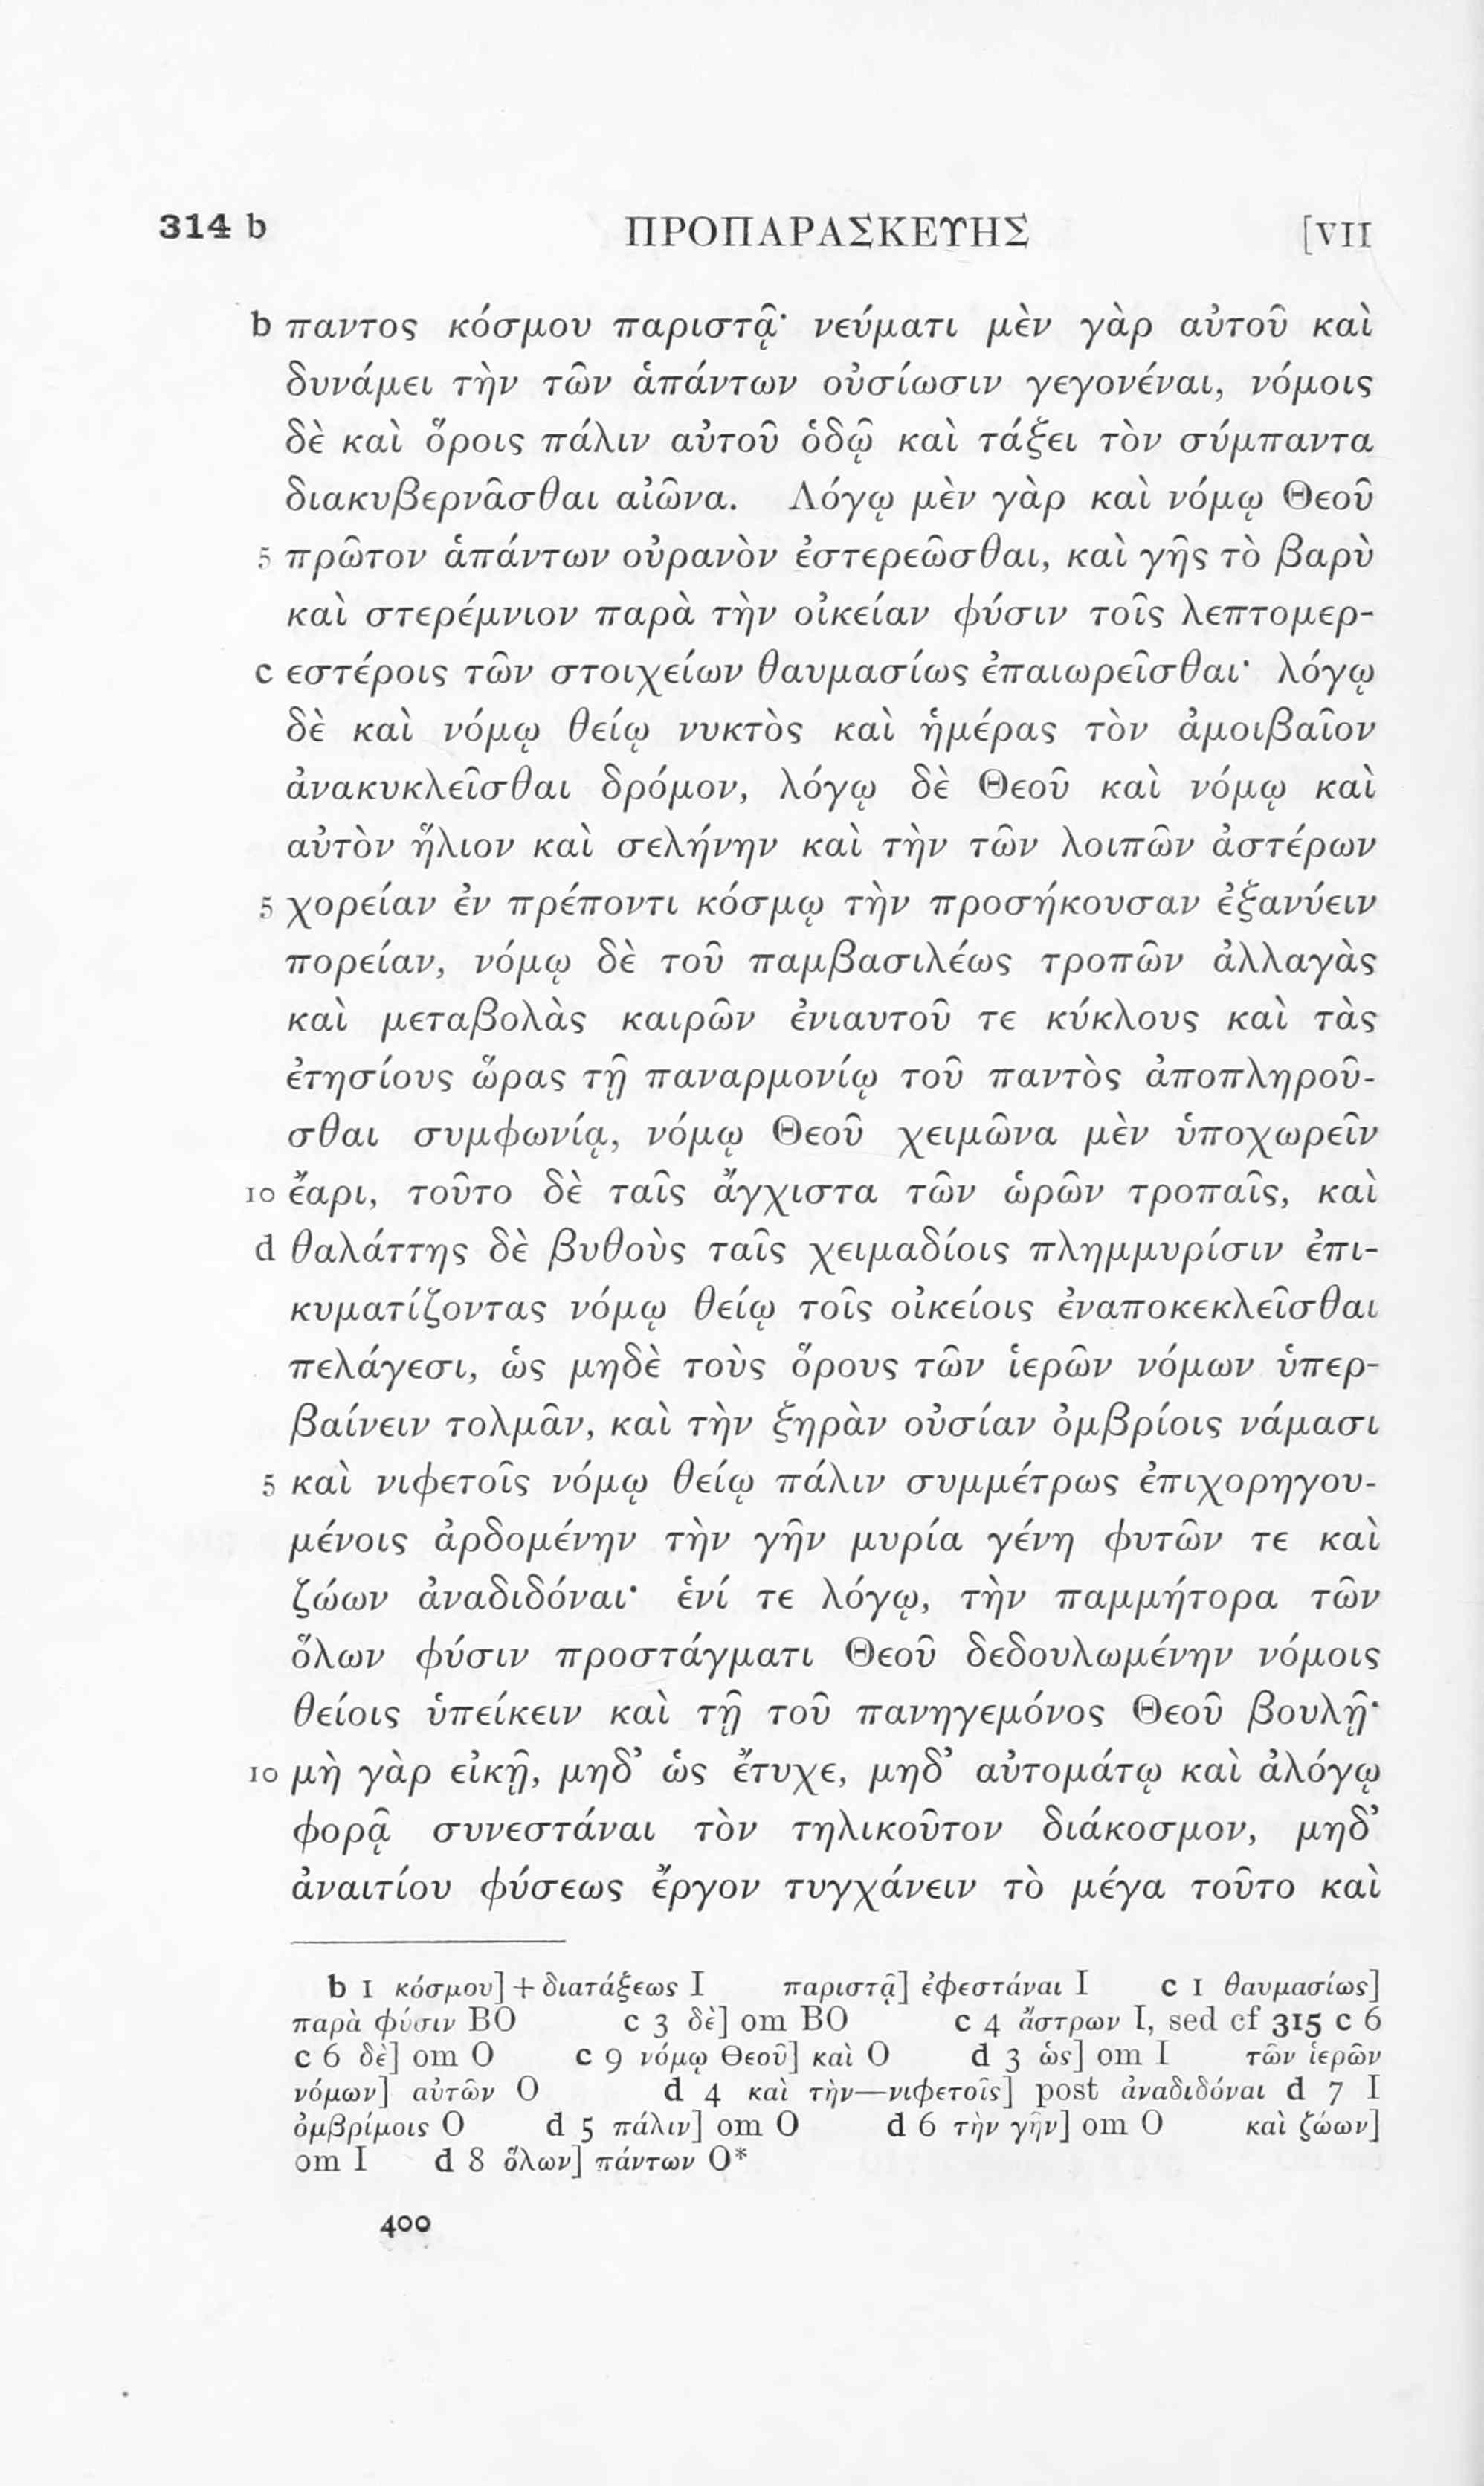 314 b ΠΡΟΠΑΡΑΣΚΕΥΗΣ [VII
b παντος κόσμου παριστᾷ· νεύματι μὲν γὰρ αὐτοῦ καὶ
δυνάμει τὴν τῶν ἁπάντων οὐσίωσιν γεγονέναι, νόμοις
δὲ καὶ ὅροις πάλιν αὐτοῦ ὁδῷ καὶ τάξει τὸν σύμπαντα
διακυβερνᾶσθαι αἰῶνα. Λόγῳ μὲν γὰρ καὶ νόμῳ Θεοῦ
5 πρῶτον ἁπάντων οὐρανὸν ἐστερεῶσθαι, καὶ γῆς τὸ βαρὺ
καὶ στερέμνιον παρὰ τὴν οἰκείαν φύσιν τοῖς λεπτομερ-
c εστέροις τῶν στοιχείων θαυμασίως ἐπαιωρεῖσθαι· λόγῳ
δὲ καὶ νόμῳ θείῳ νυκτὸς καὶ ἡμέρας τὸν ἀμοιβαῖον
ἀνακυκλεῖσθαι δρόμον, λόγῳ δὲ Θεοῦ καὶ νόμῳ καὶ
αὐτὸν ἥλιον καὶ σελήνην καὶ τὴν τῶν λοιπῶν ἀστέρων
5 χορείαν ἐν πρέποντι κόσμῳ τὴν προσήκουσαν ἐξανύειν
πορείαν, νόμῳ δὲ τοῦ παμβασιλέως τροπῶν ἀλλαγὰς
καὶ μεταβολὰς καιρῶν ἐνιαυτοῦ τε κύκλους καὶ τὰς
ἐτησίους ὥρας τῇ παναρμονίῳ τοῦ παντὸς ἀποπληροῦ-
σθαι συμφωνίᾳ, νόμῳ Θεοῦ χειμῶνα μὲν ὑποχωρεῖν
10 ἔαρι, τοῦτο δὲ ταῖς ἄγχιστα τῶν ὡρῶν τροπαῖς, καὶ
d θαλάττης δὲ βυθοὺς ταῖς χειμαδίοις πλημμυρίσιν ἐπι-
κυματίζοντας νόμῳ θείῳ τοῖς οἰκείοις ἐναποκεκλεῖσθαι
πελάγεσι, ὡς μηδὲ τοὺς ὅρους τῶν ἱερῶν νόμων ὑπερ-
βαίνειν τολμᾶν, καὶ τὴν ξηρὰν οὐσίαν ὀμβρίοις νάμασι
5 καὶ νιφετοῖς νόμῳ θείῳ πάλιν συμμέτρως ἐπιχορηγου-
μένοις ἀρδομένην τὴν γῆν μυρία γένη φυτῶν τε καὶ
ζώων ἀναδιδόναι· ἑνί τε λόγῳ, τὴν παμμήτορα τῶν
ὅλων φύσιν προστάγματι Θεοῦ δεδουλωμένην νόμοις
θείοις ὑπείκειν καὶ τῇ τοῦ πανηγεμόνος Θεοῦ βουλῇ·
10 μὴ γὰρ εἰκῇ, μηδ’ ὡς ἔτυχε, μηδ’ αὐτομάτῳ καὶ ἀλόγῳ
φορᾷ συνεστάναι τὸν τηλικοῦτον διάκοσμον, μηδ’
ἀναιτίου φύσεως ἔργον τυγχάνειν τὸ μέγα τοῦτο καὶ
b 1 κόσμου] + διατάξεως I παριστᾷ] ἐφεστάναι I c 1 θαυμασίως]
παρὰ φύσιν BO c 3 δὲ] om BO c 4 ἄστρων I, sed cf 315 c 6
c 6 δὲ] om O c 9 νόμῳ Θεοῦ] καὶ O d 3 ὡς] om I τῶν ἱερῶν
νόμων] αὐτῶν O d 4 καὶ τὴν—νιφετοῖς] post ἀναδιδόναι d 7 I
ὀμβρίμοις O d 5 πάλιν] om O d 6 τὴν γῆν] om O καὶ ζώων]
om I d 8 ὅλων] πάντων O*
400